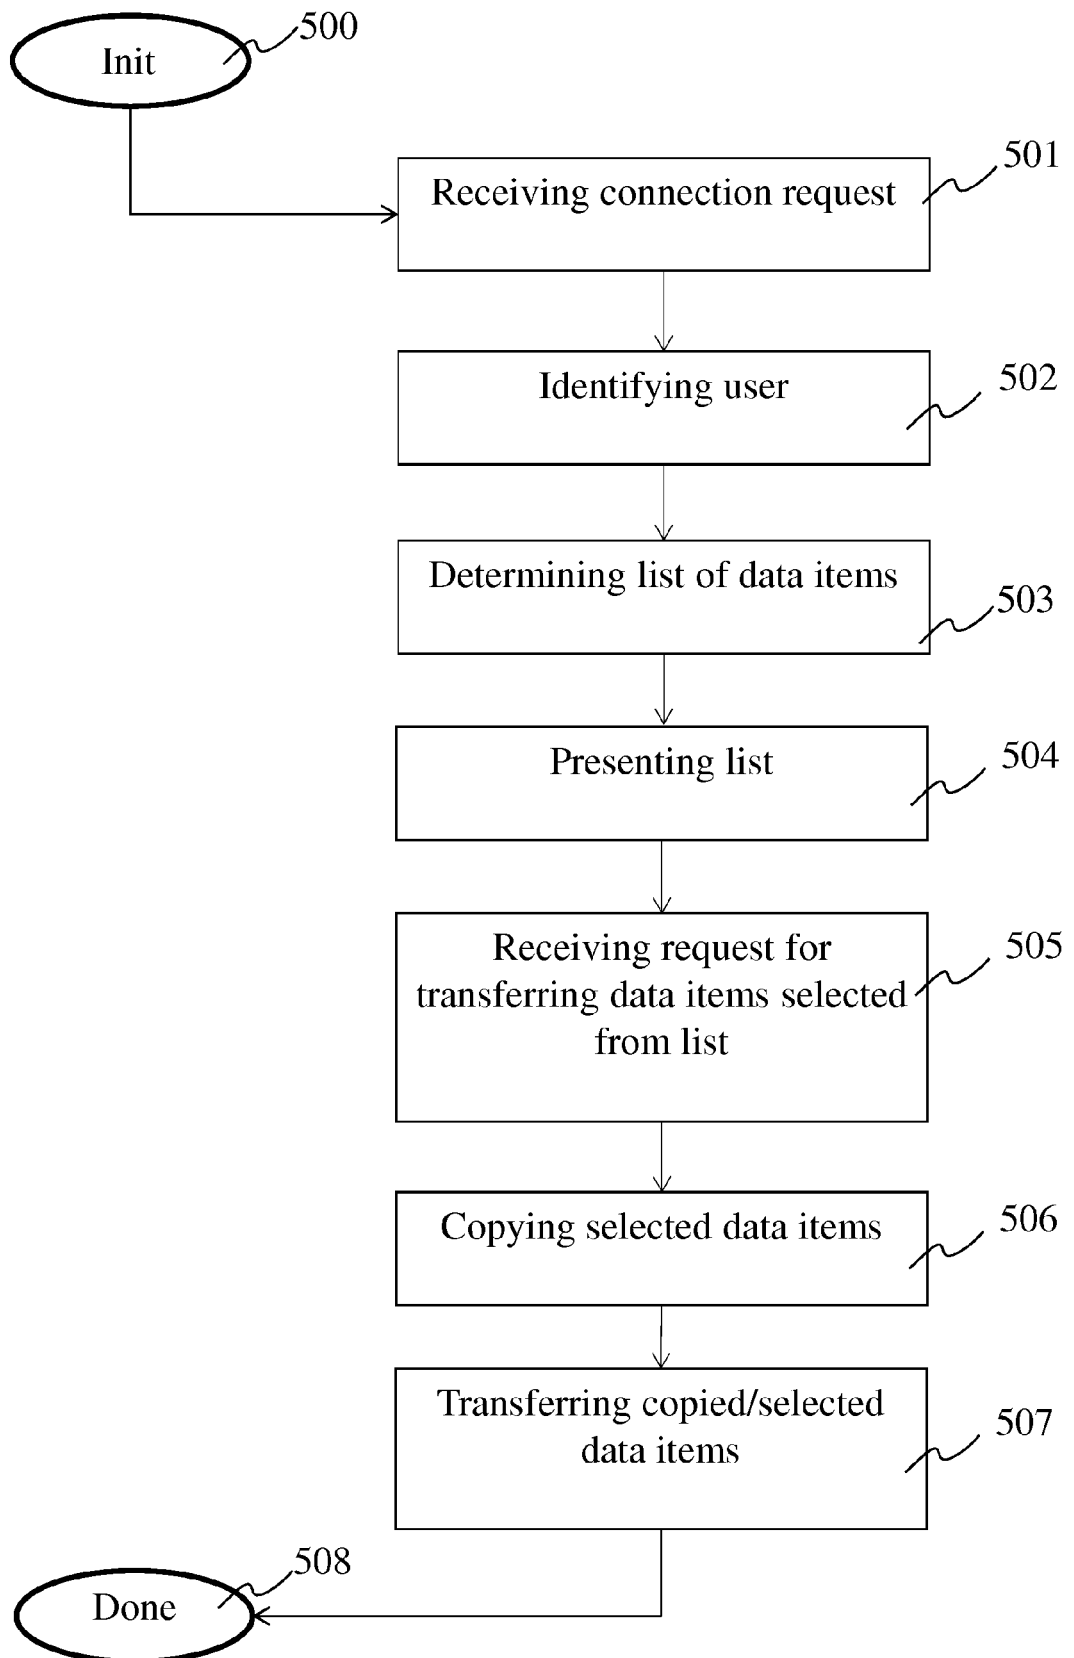 Init
500
Receiving connection request
501
Identifying user
502
Determining list of data items
503
Presenting list
504
Receiving request for
transferring data items selected
from list
505
Copying selected data items
506
Transferring copied/selected
data items
507
Done
508